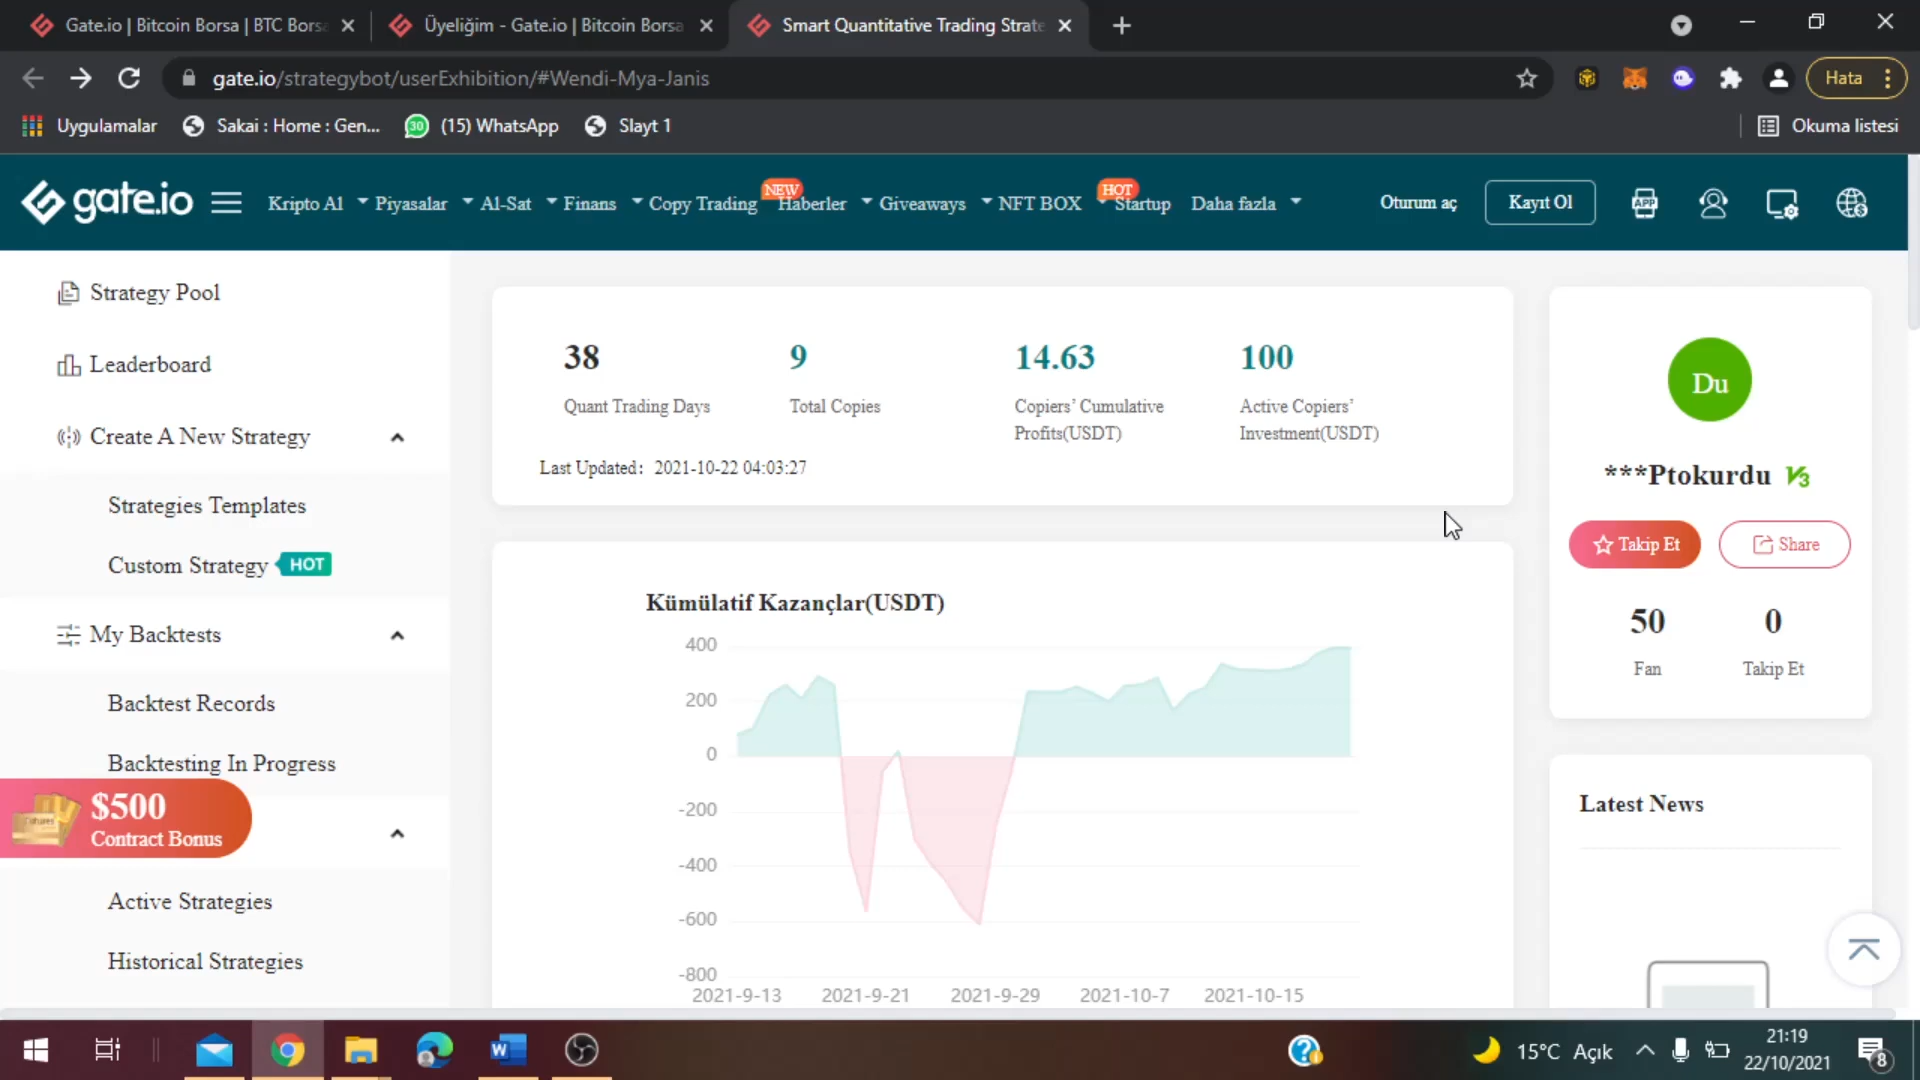 Gate.io | Bitcoin Borsa | BTC Borsa
Üyeliğim - Gate.io | Bitcoin Borsa
Smart Quantitative Trading Strate
gate.io/strategybot/userExhibition/#Wendi-Mya-Janis
Hata
Uygulamalar
Sakai : Home : Gen...
30
(15) WhatsApp
Slayt 1
Okuma listesi
gate.io
Kripto Al
Piyasalar
Al-Sat
Finans
Copy Trading
NEW
Haberler
Giveaways
NFT BOX
HOT
Startup
Daha fazla
Oturum aç
Kayıt Ol
APP
Strategy Pool
Leaderboard
Create A New Strategy
Strategies Templates
Custom Strategy HOT
My Backtests
Backtest Records
Backtesting In Progress
$500
Contract Bonus
Active Strategies
Historical Strategies
38
Quant Trading Days
9
Total Copies
14.63
Copiers’ Cumulative
Profits(USDT)
100
Active Copiers’
Investment(USDT)
Last Updated: 2021-10-22 04:03:27
Kümülatif Kazançlar(USDT)
400
200
0
-200
-400
-600
-800
2021-9-13
2021-9-21
2021-9-29
2021-10-7
2021-10-15
Du
***Ptokurdu V3
Takip Et
Share
50
Fan
0
Takip Et
Latest News
15°C Açık
21:19
22/10/2021
8